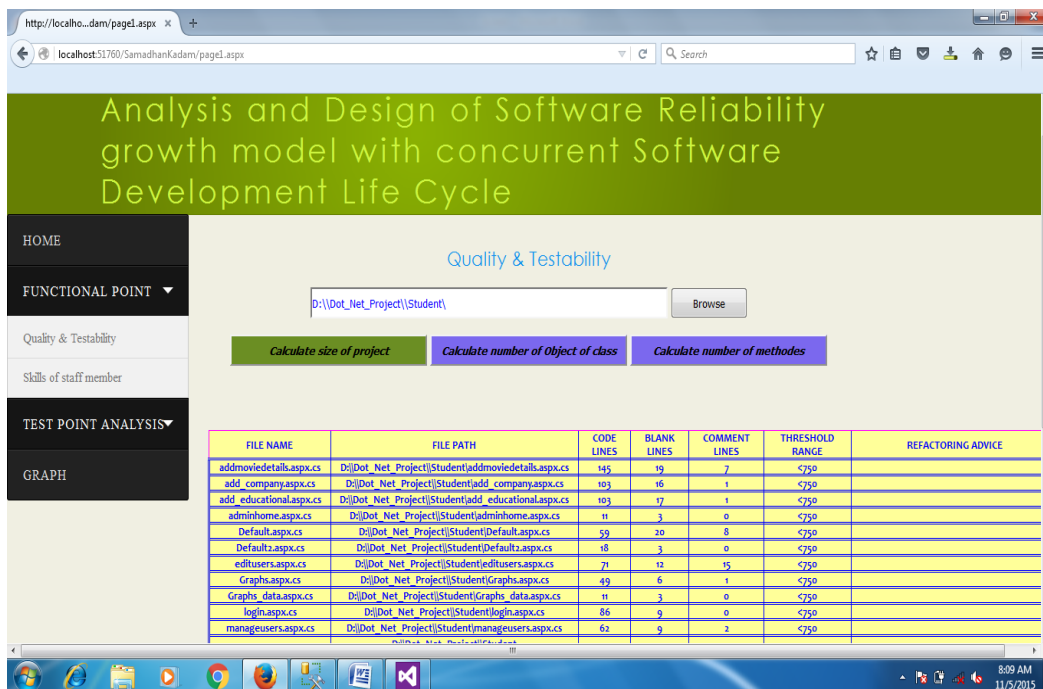 http://localho...dam/page1.aspx × +
localhost:51760/SamadhanKadam/page1.aspx
Search
Analysis and Design of Software Reliability
growth model with concurrent Software
Development Life Cycle
HOME
FUNCTIONAL POINT
Quality & Testability
Skills of staff member
TEST POINT ANALYSIS
GRAPH
Quality & Testability
D:\\Dot_Net_Project\\Student\
Browse
Calculate size of project
Calculate number of Object of class
Calculate number of methodes
FILE NAME FILE PATH CODE LINES BLANK LINES COMMENT LINES THRESHOLD RANGE REFACTORING ADVICE
addmoviedetails.aspx.cs D:\\Dot_Net_Project\\Student\addmoviedetails.aspx.cs 145 19 7 <750
add_company.aspx.cs D:\\Dot_Net_Project\\Student\add_company.aspx.cs 103 16 1 <750
add_educational.aspx.cs D:\\Dot_Net_Project\\Student\add_educational.aspx.cs 103 17 1 <750
adminhome.aspx.cs D:\\Dot_Net_Project\\Student\adminhome.aspx.cs 11 3 0 <750
Default.aspx.cs D:\\Dot_Net_Project\\Student\Default.aspx.cs 59 20 8 <750
Default2.aspx.cs D:\\Dot_Net_Project\\Student\Default2.aspx.cs 18 3 0 <750
editusers.aspx.cs D:\\Dot_Net_Project\\Student\editusers.aspx.cs 71 12 15 <750
Graphs.aspx.cs D:\\Dot_Net_Project\\Student\Graphs.aspx.cs 49 6 1 <750
Graphs_data.aspx.cs D:\\Dot_Net_Project\\Student\Graphs_data.aspx.cs 11 3 0 <750
login.aspx.cs D:\\Dot_Net_Project\\Student\login.aspx.cs 86 9 0 <750
manageusers.aspx.cs D:\\Dot_Net_Project\\Student\manageusers.aspx.cs 62 9 2 <750
8:09 AM
11/5/2015